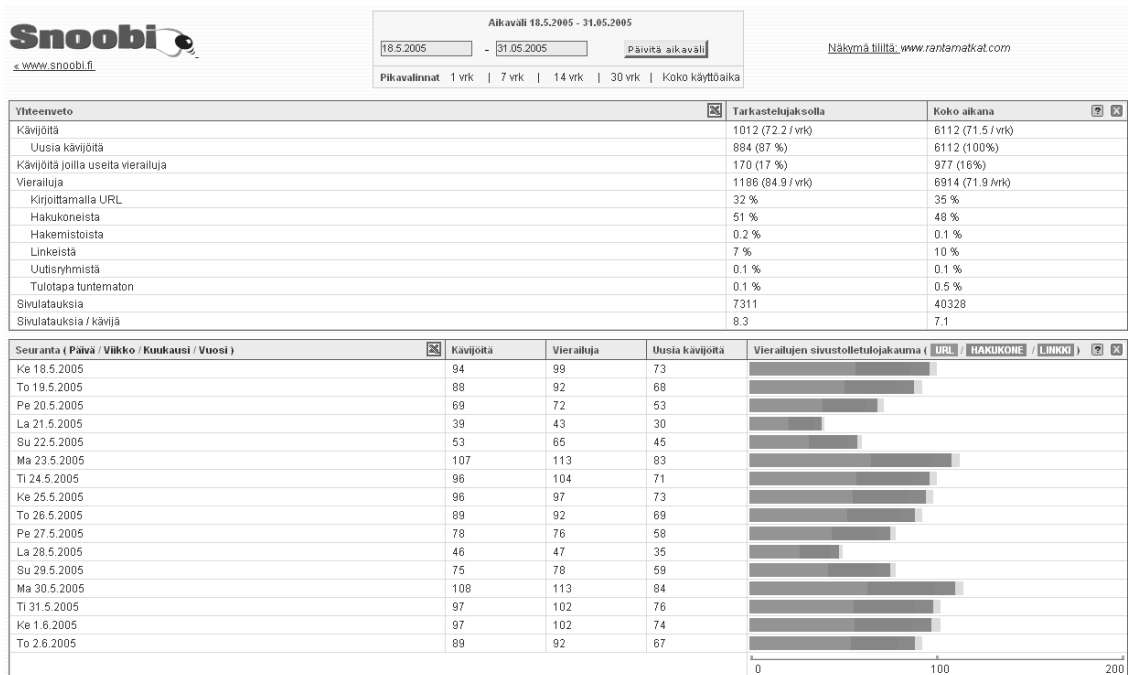 Snoobi
« www.snoobi.fi
Aikaväli 18.5.2005 - 31.05.2005
18.5.2005 - 31.05.2005 Päivitä aikaväli
Pikavalinnat 1 vrk | 7 vrk | 14 vrk | 30 vrk | Koko käyttöaika
Näkymä tililtä: www.rantamatkat.com
Yhteenveto Tarkastelujaksolla Koko aikana ? X
Kävijöitä 1012 (72.2 / vrk) 6112 (71.5 / vrk)
Uusia kävijöitä 884 (87 %) 6112 (100%)
Kävijöitä joilla useita vierailuja 170 (17 %) 977 (16%)
Vierailuja 1186 (84.9 / vrk) 6914 (71.9 /vrk)
Kirjoittamalla URL 32 % 35 %
Hakukoneista 51 % 48 %
Hakemistoista 0.2 % 0.1 %
Linkeistä 7 % 10 %
Uutisryhmistä 0.1 % 0.1 %
Tulotapa tuntematon 0.1 % 0.5 %
Sivulatauksia 7311 40328
Sivulatauksia / kävijä 8.3 7.1
Seuranta ( Päivä / Viikko / Kuukausi / Vuosi ) Kävijöitä Vierailuja Uusia kävijöitä Vierailujen sivustolletulojakauma ( URL / HAKUKONE / LINKKI ) ? X
Ke 18.5.2005 94 99 73
To 19.5.2005 88 92 68
Pe 20.5.2005 69 72 53
La 21.5.2005 39 43 30
Su 22.5.2005 53 65 45
Ma 23.5.2005 107 113 83
Ti 24.5.2005 96 104 71
Ke 25.5.2005 96 97 73
To 26.5.2005 89 92 69
Pe 27.5.2005 78 76 58
La 28.5.2005 46 47 35
Su 29.5.2005 75 78 59
Ma 30.5.2005 108 113 84
Ti 31.5.2005 97 102 76
Ke 1.6.2005 97 102 74
To 2.6.2005 89 92 67
0 100 200